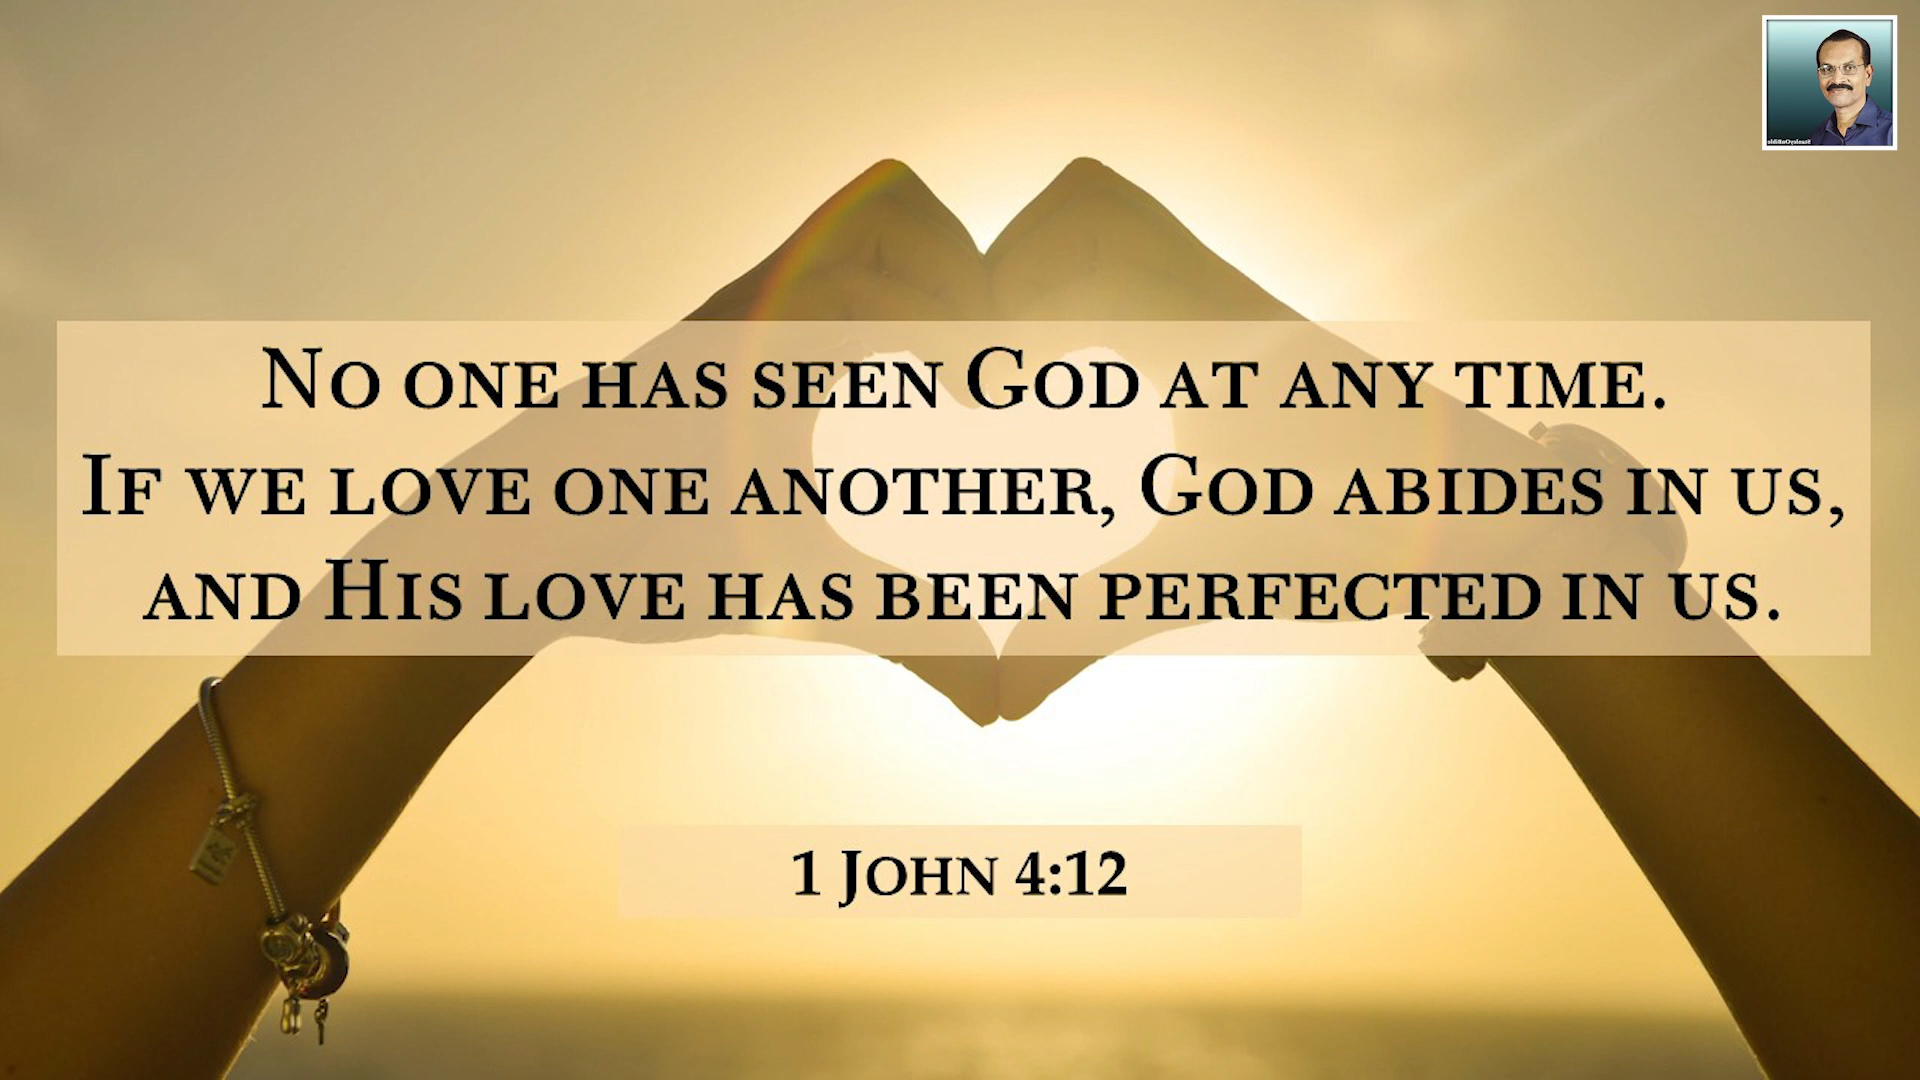 No one has seen God at any time.
If we love one another, God abides in us,
and His love has been perfected in us.
1 John 4:12
StanleyOnBible